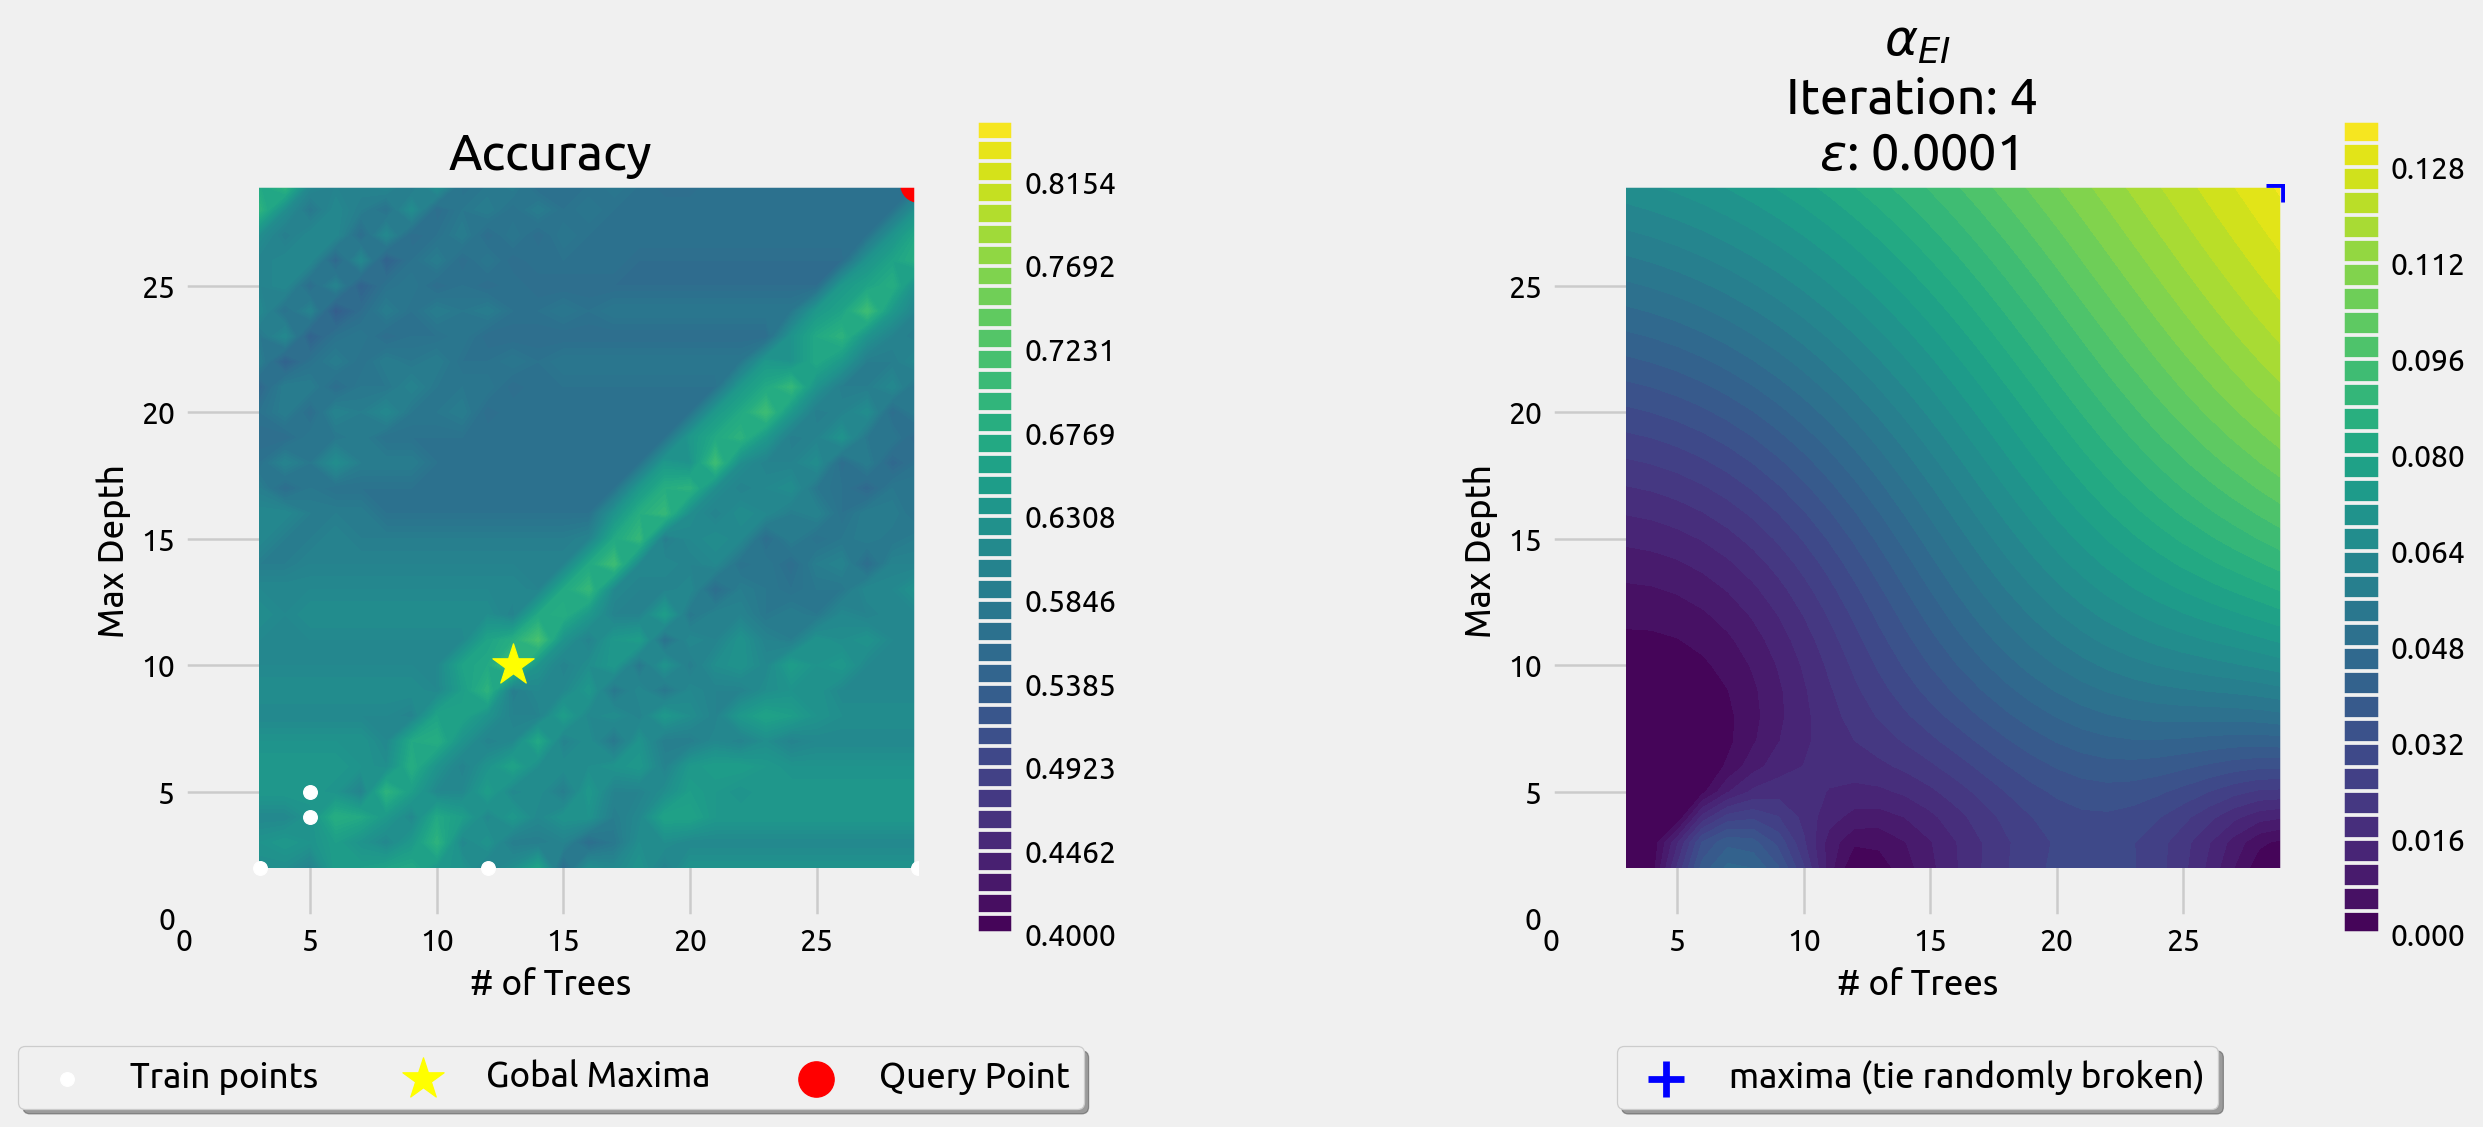 Accuracy
Max Depth
25
20
15
10
5
0
0 5 10 15 20 25
# of Trees
0.8154
0.7692
0.7231
0.6769
0.6308
0.5846
0.5385
0.4923
0.4462
0.4000
Train points
Gobal Maxima
Query Point
α_EI
Iteration: 4
ε: 0.0001
Max Depth
25
20
15
10
5
0
0 5 10 15 20 25
# of Trees
0.128
0.112
0.096
0.080
0.064
0.048
0.032
0.016
0.000
maxima (tie randomly broken)